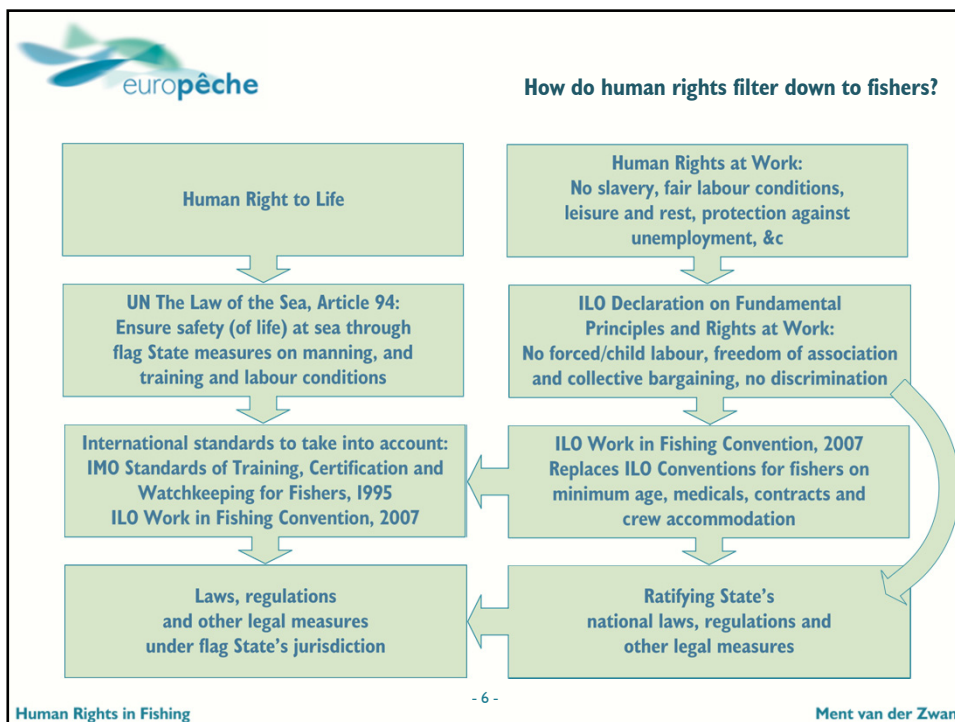 europêche
How do human rights filter down to fishers?
Human Right to Life
Human Rights at Work:
No slavery, fair labour conditions,
leisure and rest, protection against
unemployment, &c
UN The Law of the Sea, Article 94:
Ensure safety (of life) at sea through
flag State measures on manning, and
training and labour conditions
ILO Declaration on Fundamental
Principles and Rights at Work:
No forced/child labour, freedom of association
and collective bargaining, no discrimination
International standards to take into account:
IMO Standards of Training, Certification and
Watchkeeping for Fishers, 1995
ILO Work in Fishing Convention, 2007
ILO Work in Fishing Convention, 2007
Replaces ILO Conventions for fishers on
minimum age, medicals, contracts and
crew accommodation
Laws, regulations
and other legal measures
under flag State's jurisdiction
Ratifying State's
national laws, regulations and
other legal measures
- 6 -
Human Rights in Fishing
Ment van der Zwan